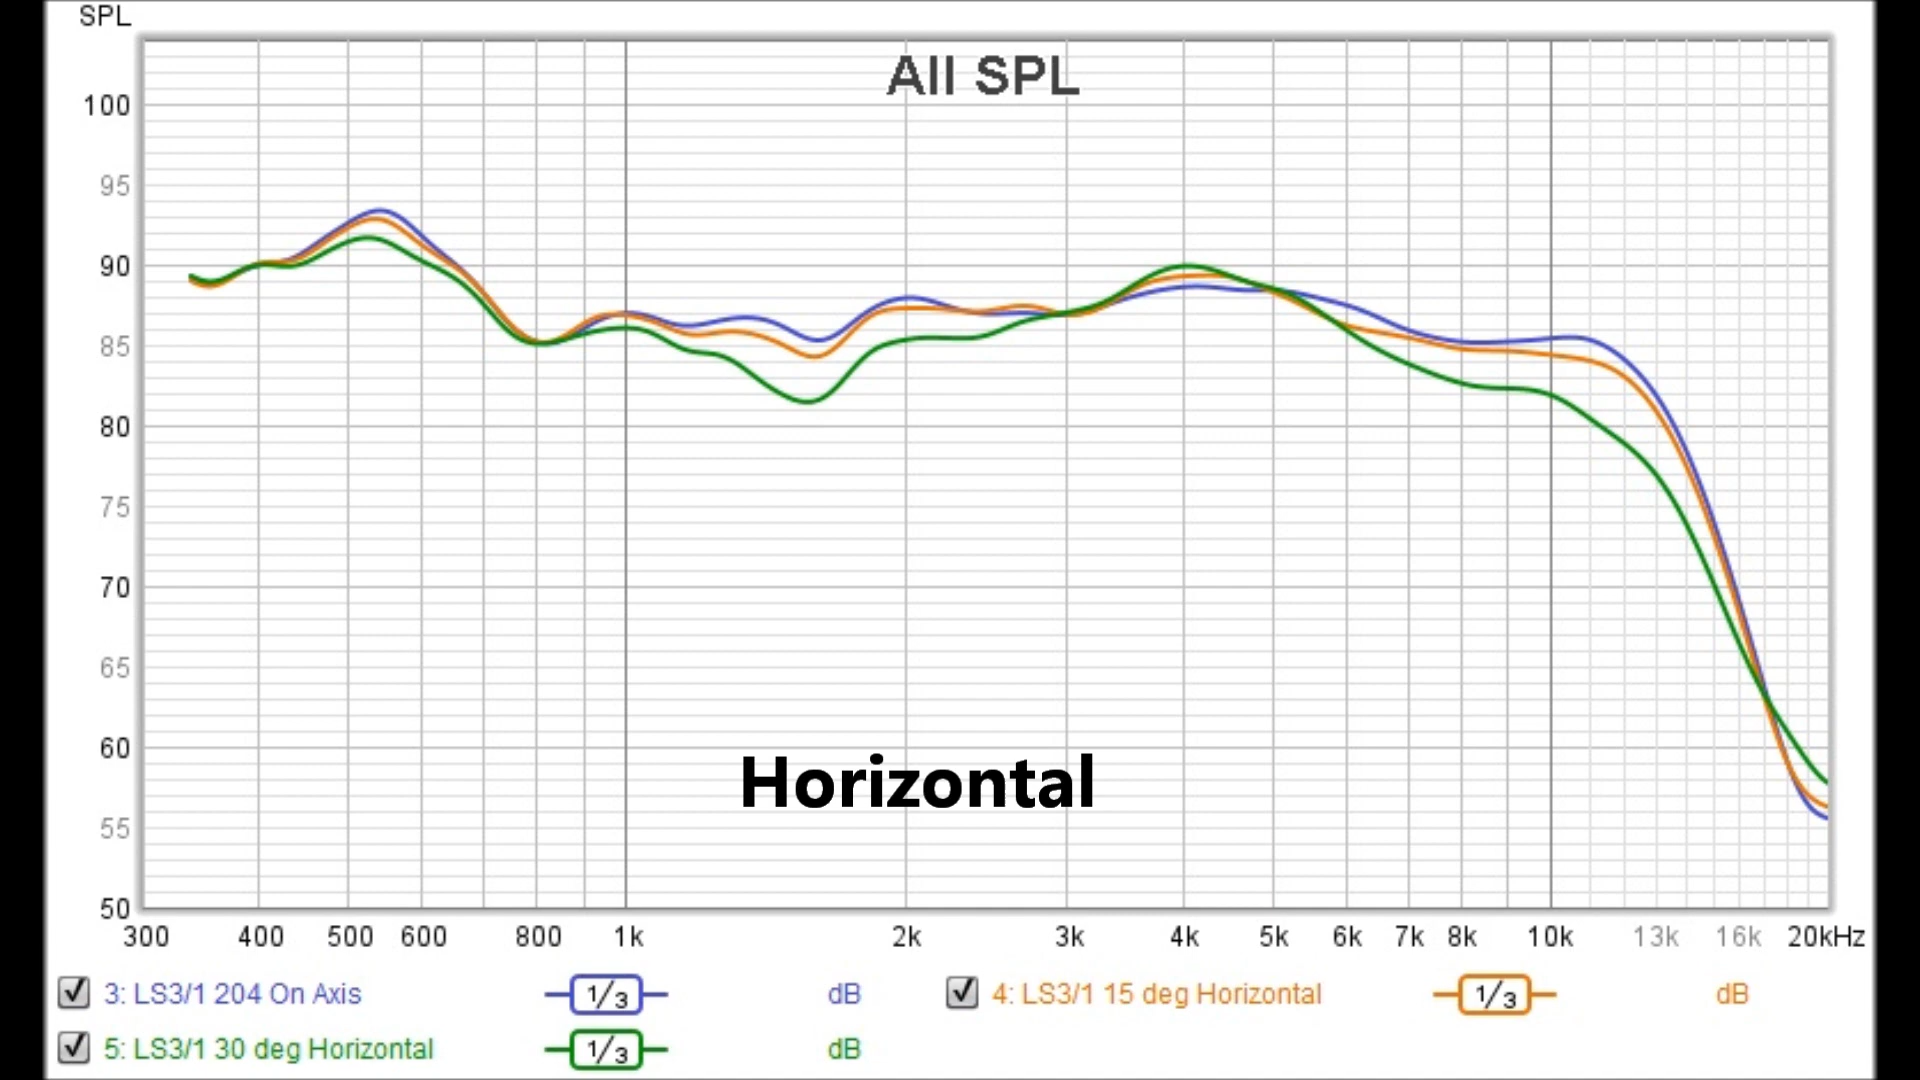 SPL
All SPL
100
95
90
85
80
75
70
65
60
55
50
Horizontal
300 400 500 600 800 1k 2k 3k 4k 5k 6k 7k 8k 10k 13k 16k 20kHz
3: LS3/1 204 On Axis 1/3 dB 4: LS3/1 15 deg Horizontal 1/3 dB
5: LS3/1 30 deg Horizontal 1/3 dB